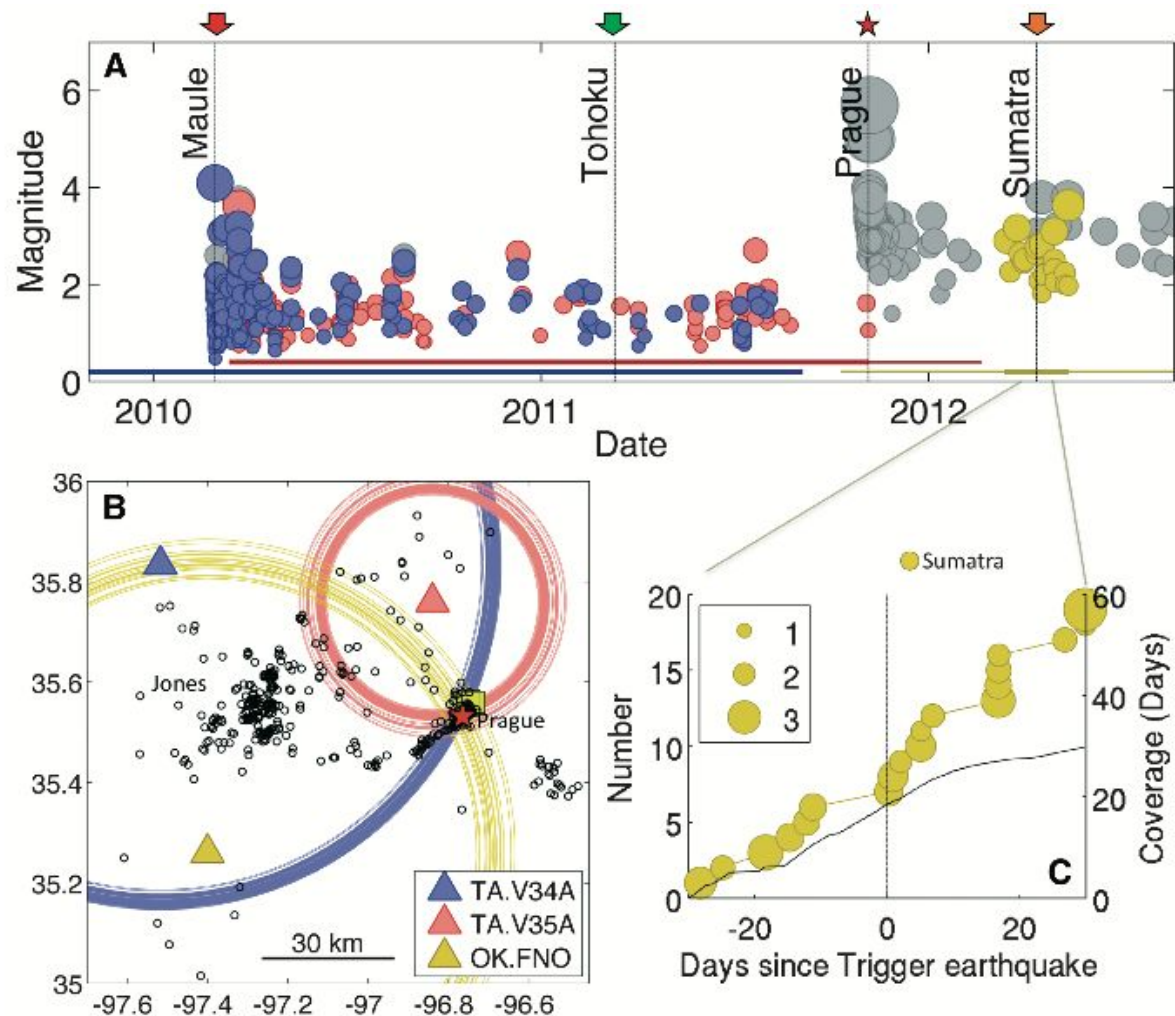 A
Maule
Tohoku
Prague
Sumatra
Magnitude
6
4
2
0
2010
2011
2012
Date
B
36
35.8
35.6
35.4
35.2
35
Jones
Prague
30 km
TA.V34A
TA.V35A
OK.FNO
-97.6 -97.4 -97.2 -97 -96.8 -96.6
Sumatra
20
15
10
5
0
Number
1
2
3
60
40
20
0
Coverage (Days)
C
-20 0 20
Days since Trigger earthquake